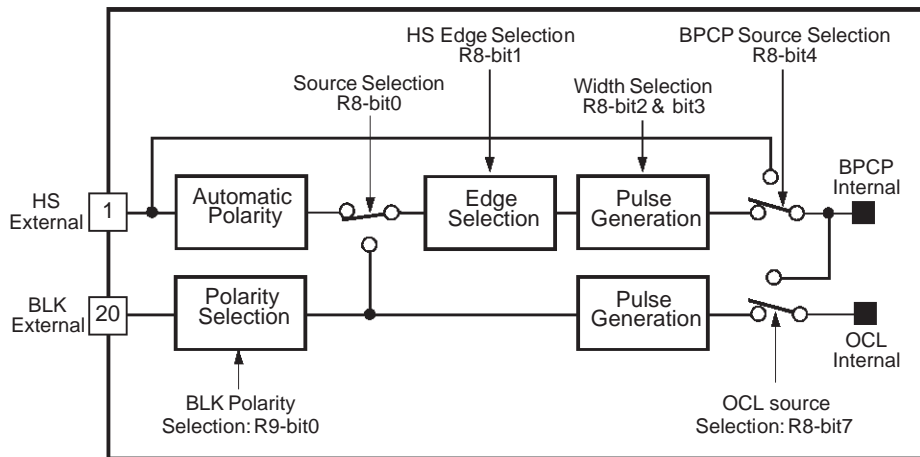 HS Edge Selection
R8-bit1
BPCP Source Selection
R8-bit4
Source Selection
R8-bit0
Width Selection
R8-bit2 & bit3
HS
External
1
Automatic
Polarity
Edge
Selection
Pulse
Generation
BPCP
Internal
BLK
External
20
Polarity
Selection
Pulse
Generation
OCL
Internal
BLK Polarity
Selection: R9-bit0
OCL source
Selection: R8-bit7